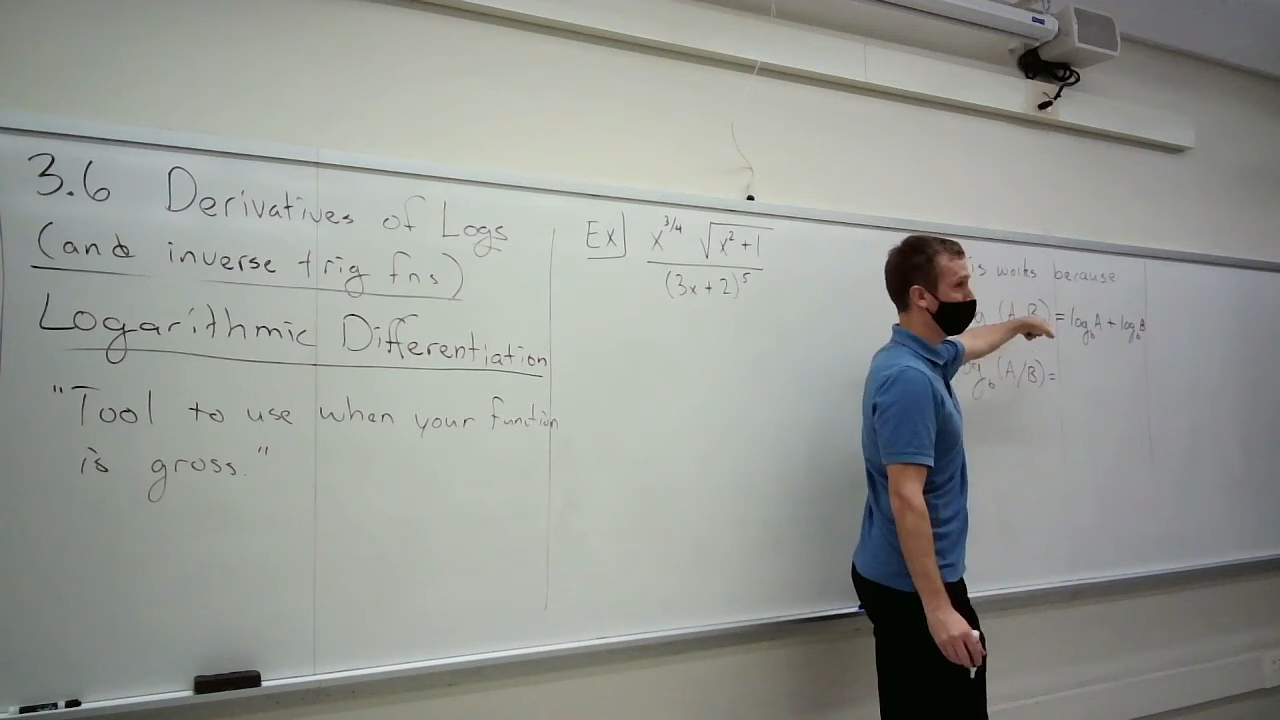 3.6 Derivatives of Logs
(and inverse trig fns)
Logarithmic Differentiation
"Tool to use when your function
is gross."
Ex] x^{3/4} √(x²+1)
(3x+2)⁵
is works because
(A B) = log_b A + log_b B
(A/B) =